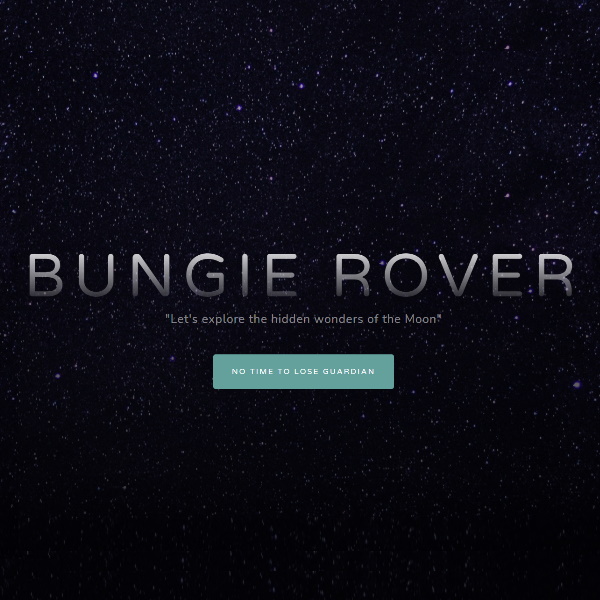 BUNGIE ROVER
"Let's explore the hidden wonders of the Moon"
NO TIME TO LOSE GUARDIAN